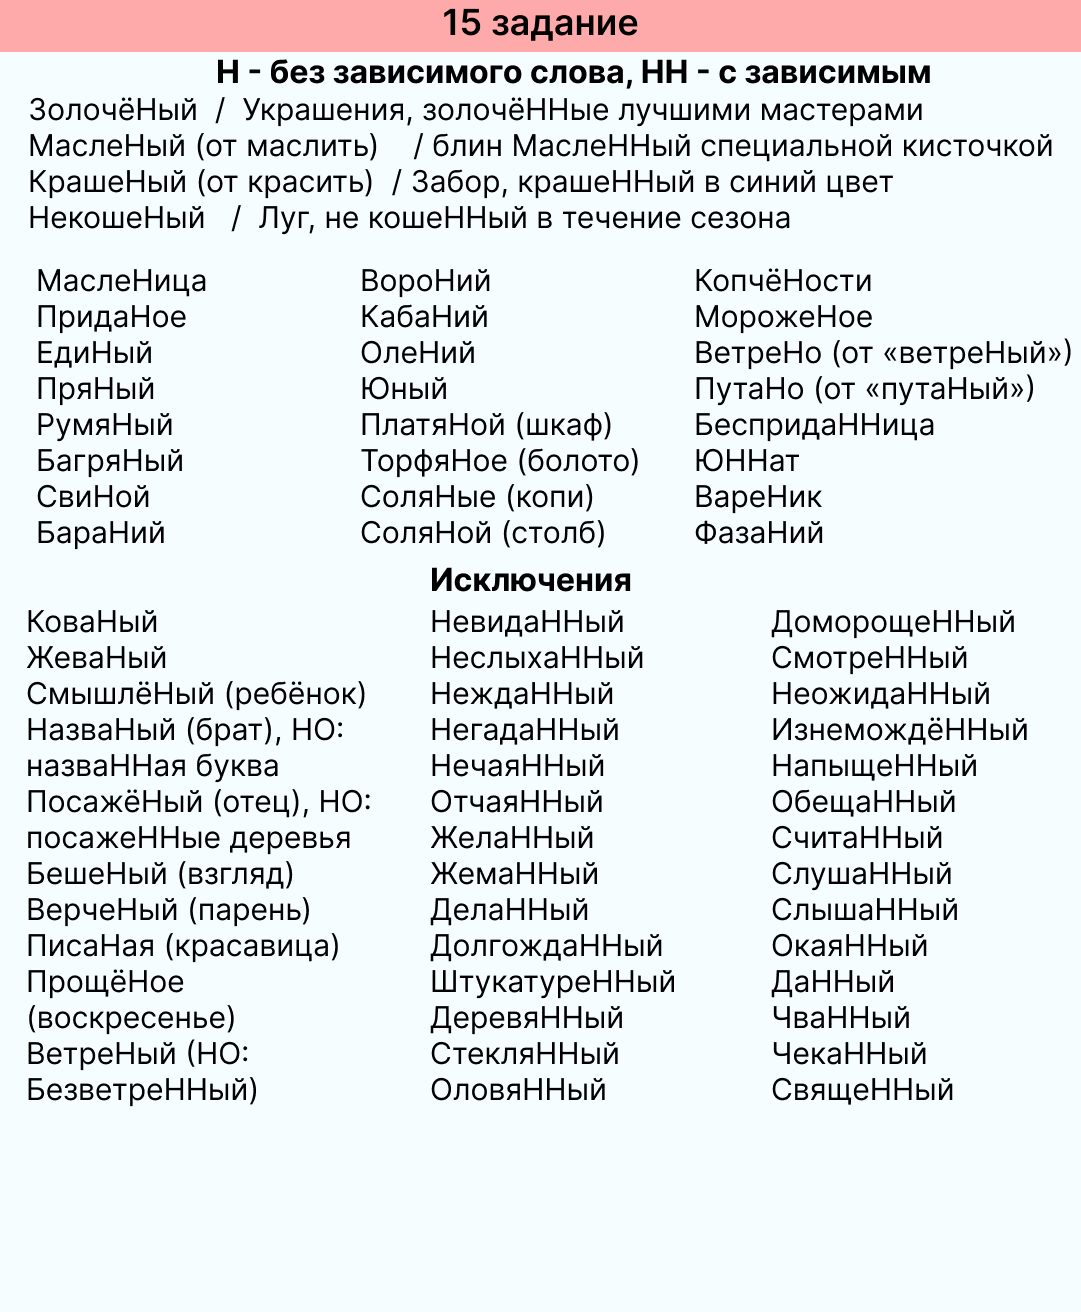 15 задание
Н - без зависимого слова, НН - с зависимым
ЗолочёНый / Украшения, золочёННые лучшими мастерами
МаслеНый (от маслить) / блин МаслеННый специальной кисточкой
КрашеНый (от красить) / Забор, крашеННый в синий цвет
НекошеНый / Луг, не кошеННый в течение сезона
МаслеНица
ПридаНое
ЕдиНый
ПряНый
РумяНый
БагряНый
СвиНой
БараНий
ВороНий
КабаНий
ОлеНий
Юный
ПлатяНой (шкаф)
ТорфяНое (болото)
СоляНые (копи)
СоляНой (столб)
КопчёНости
МорожеНое
ВетреНо (от «ветреНый»)
ПутаНо (от «путаНый»)
БесприданНица
ЮННат
ВареНик
ФазаНий
Исключения
КоваНый
ЖеваНый
СмышлёНый (ребёнок)
НазваНый (брат), НО:
назваННая буква
ПосажёНый (отец), НО:
посажеННые деревья
БешеНый (взгляд)
ВерчеНый (парень)
ПисаНая (красавица)
ПрощёНое
(воскресенье)
ВетреНый (НО:
БезветреННый)
НевидаННый
НеслыхаННый
НеждаННый
НегадаННый
НечаяННый
ОтчаяННый
ЖелаННый
ЖемаННый
ДелаННый
ДолгождаННый
ШтукатуреННый
ДеревяННый
СтекляННый
ОловяННый
ДоморощеННый
СмотреННый
НеожидаННый
ИзнемождёННый
НапыщеННый
ОбещаННый
СчитаННый
СлушаННый
СлышаННый
ОкаяННый
ДаННый
ЧваННый
ЧекаННый
СвящеННый